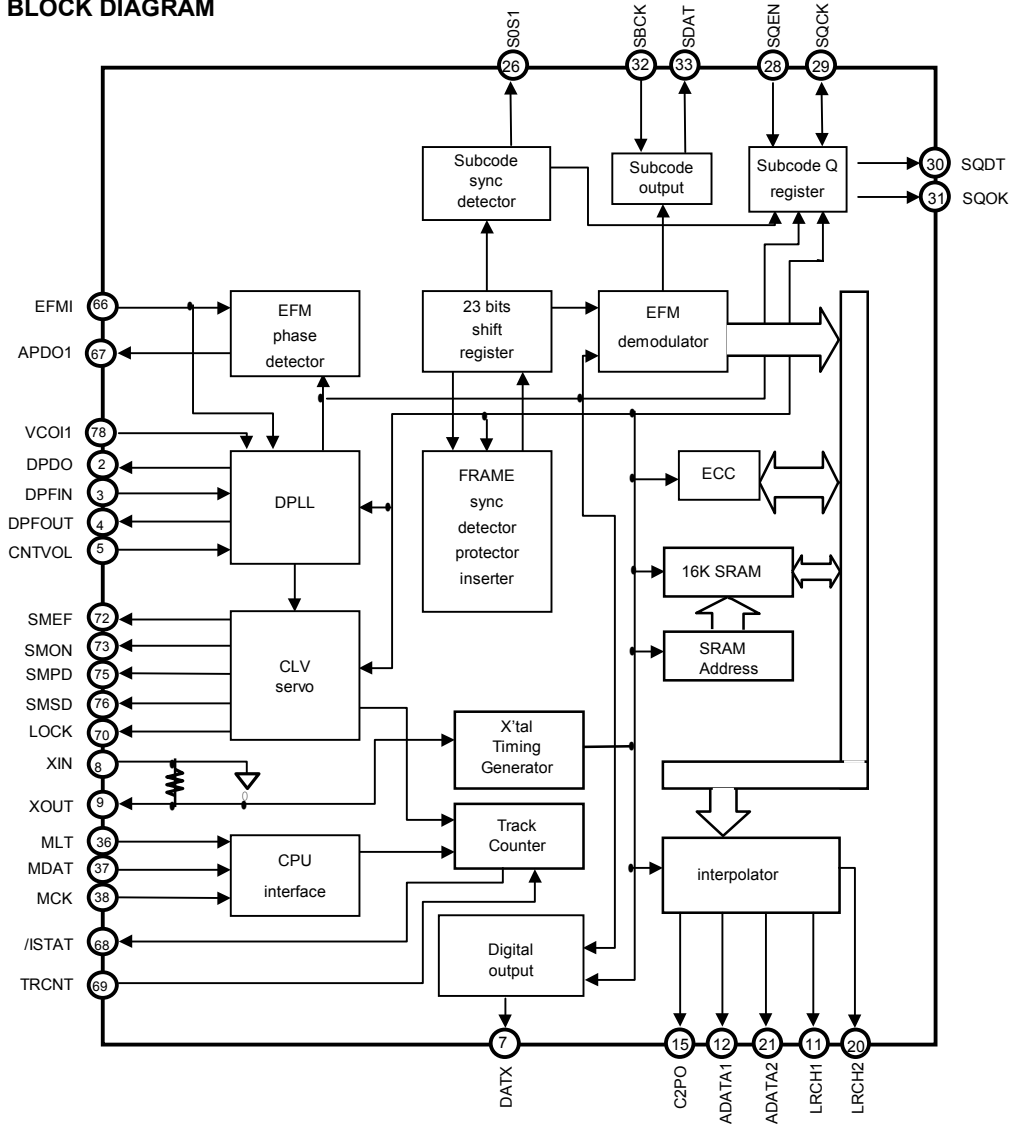 BLOCK DIAGRAM
S0S1
SBCK
SDAT
SQEN
SQCK
26
32
33
28
29
Subcode
sync
detector
Subcode
output
Subcode Q
register
30
SQDT
31
SQOK
EFMI
66
APDO1
67
EFM
phase
detector
23 bits
shift
register
EFM
demodulator
VCOI1
78
DPDO
2
DPFIN
3
DPFOUT
4
CNTVOL
5
DPLL
FRAME
sync
detector
protector
inserter
ECC
16K SRAM
SRAM
Address
SMEF
72
SMON
73
SMPD
75
SMSD
76
LOCK
70
CLV
servo
XIN
8
XOUT
9
X'tal
Timing
Generator
MLT
36
MDAT
37
MCK
38
CPU
interface
Track
Counter
interpolator
/ISTAT
68
TRCNT
69
Digital
output
7
15
12
21
11
20
DATX
C2PO
ADATA1
ADATA2
LRCH1
LRCH2